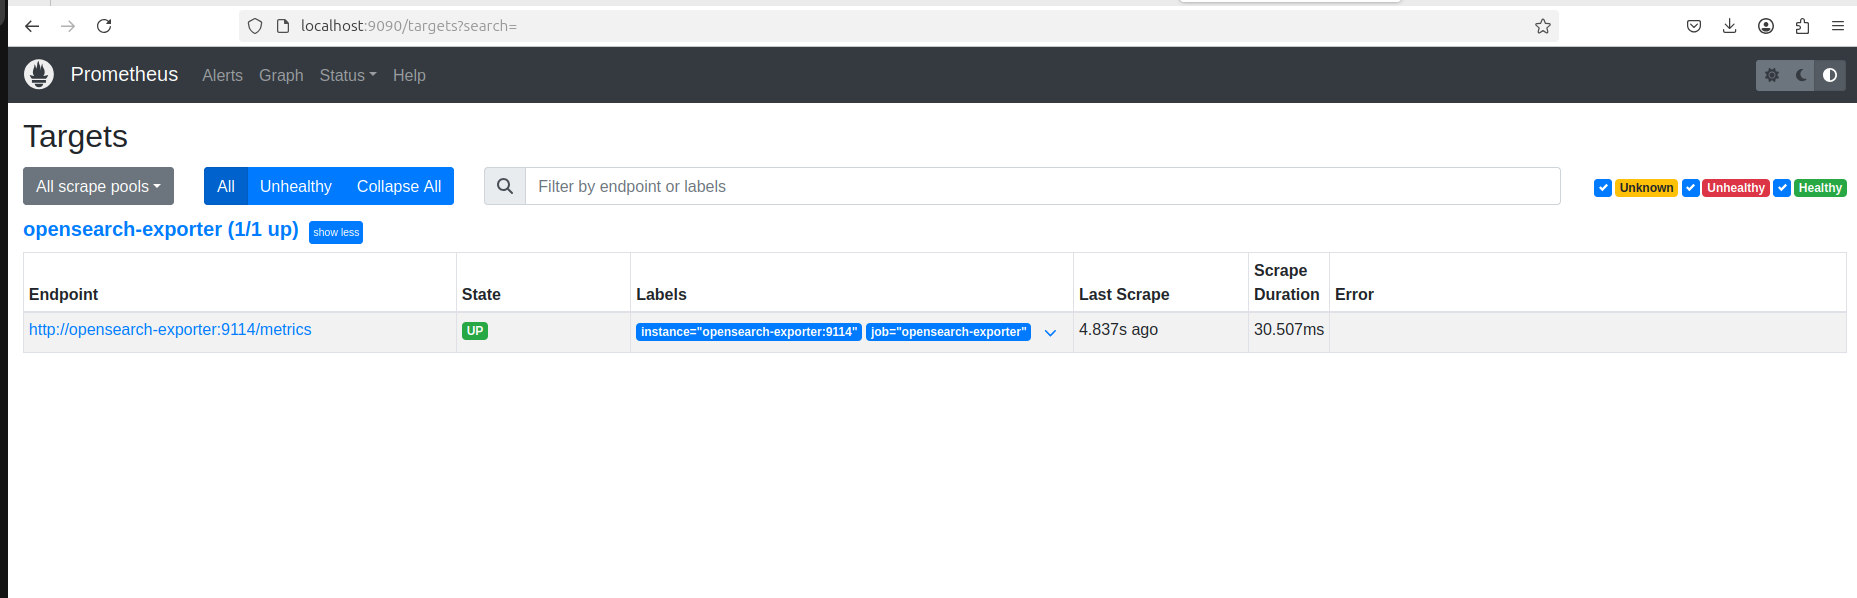 localhost:9090/targets?search=
Prometheus Alerts Graph Status Help
Targets
All scrape pools All Unhealthy Collapse All Filter by endpoint or labels Unknown Unhealthy Healthy
opensearch-exporter (1/1 up) show less
Endpoint State Labels Last Scrape Scrape Duration Error
http://opensearch-exporter:9114/metrics UP instance="opensearch-exporter:9114" job="opensearch-exporter" 4.837s ago 30.507ms